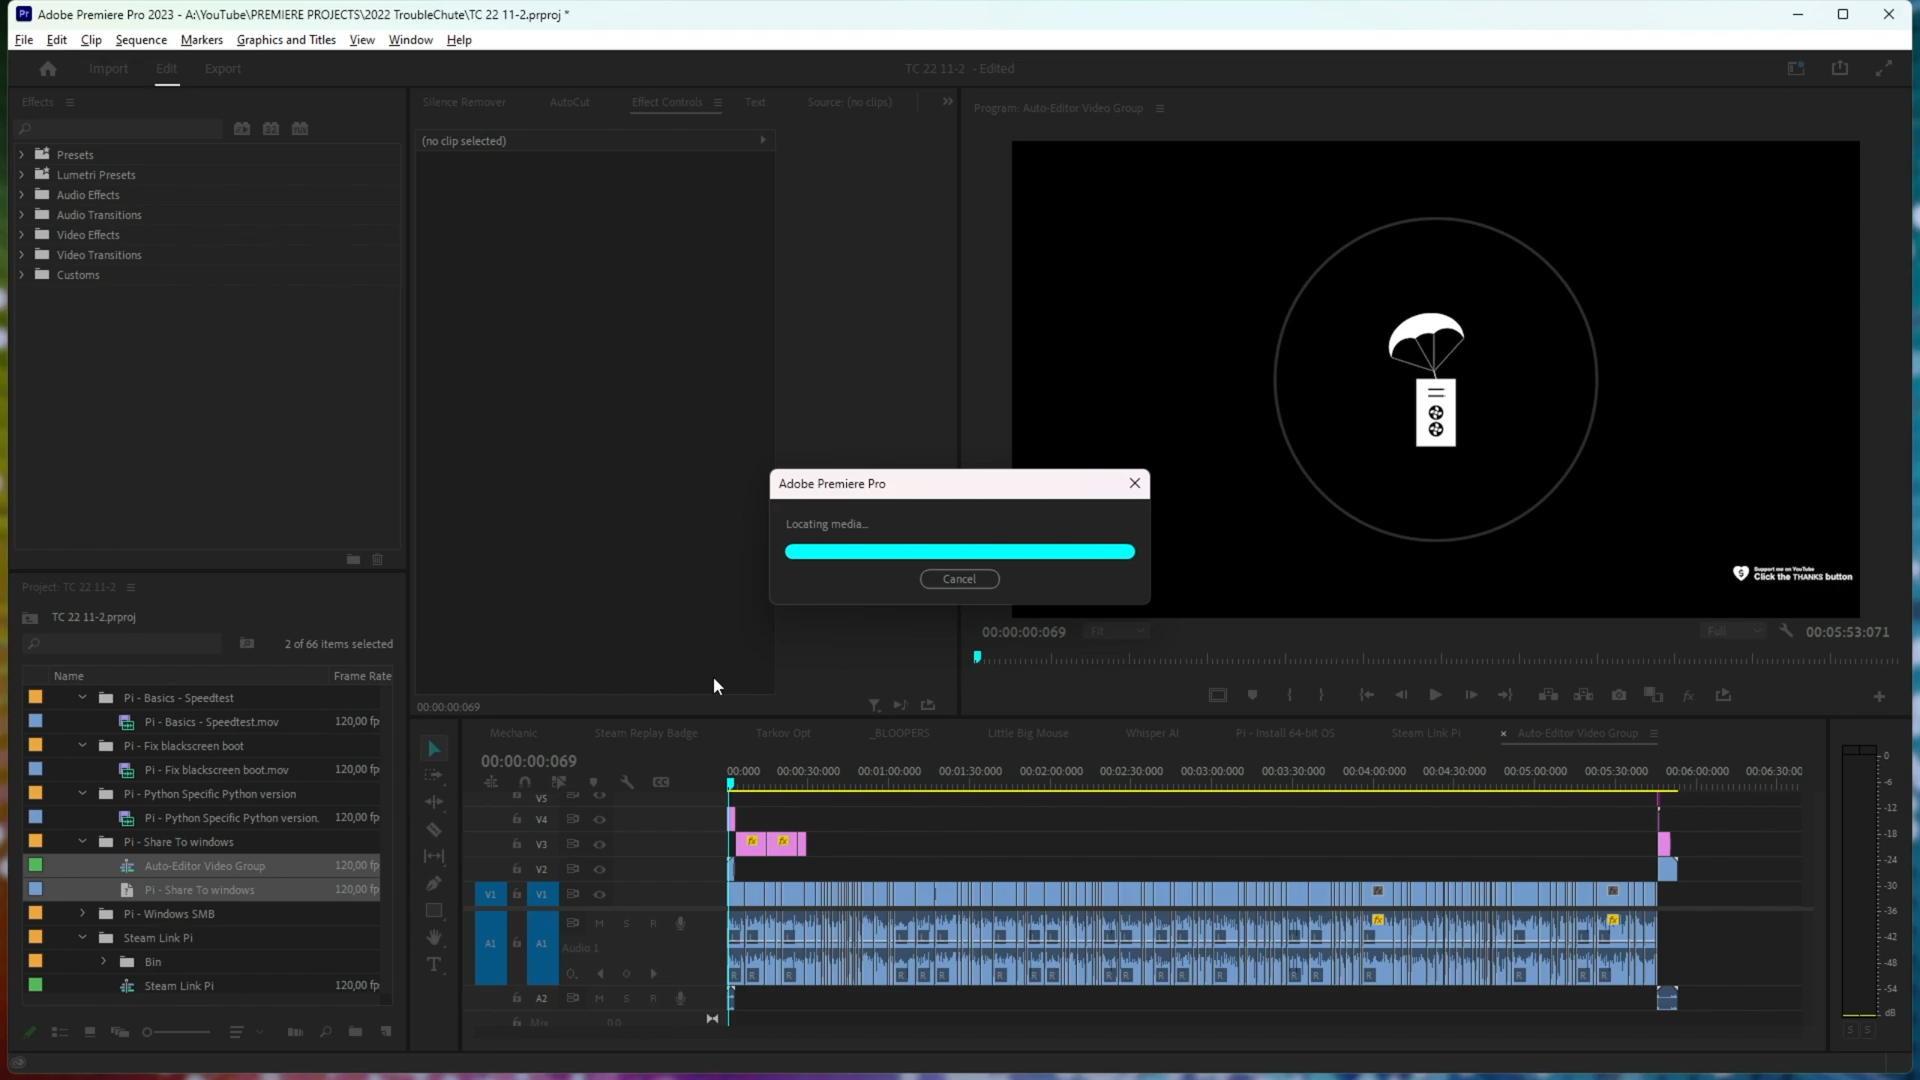 Adobe Premiere Pro 2023 - A:\YouTube\PREMIERE PROJECTS\2022 TroubleChute\TC 22 11-2.prproj *
File Edit Clip Sequence Markers Graphics and Titles View Window Help
Import Edit Export
TC 22 11-2 - Edited
Effects
Presets
Lumetri Presets
Audio Effects
Audio Transitions
Video Effects
Video Transitions
Customs
Silence Remover AutoCut Effect Controls Text Source: (no clips)
(no clip selected)
00:00:00:069
Program: Auto-Editor Video Group
Support me on YouTube
Click the THANKS button
00:00:00:069 Fit Full 00:05:53:071
Adobe Premiere Pro
Locating media...
Cancel
Project: TC 22 11-2
TC 22 11-2.prproj
2 of 66 items selected
Name Frame Rate
Pi - Basics - Speedtest
Pi - Basics - Speedtest.mov 120,00 fp
Pi - Fix blackscreen boot
Pi - Fix blackscreen boot.mov 120,00 fp
Pi - Python Specific Python version
Pi - Python Specific Python version. 120,00 fp
Pi - Share To windows
Auto-Editor Video Group 120,00 fp
Pi - Share To windows 120,00 fp
Pi - Windows SMB
Steam Link Pi
Bin
Steam Link Pi 120,00 fp
Mechanic Steam Replay Badge Tarkov Opt _BLOOPERS Little Big Mouse Whisper AI Pi - Install 64-bit OS Steam Link Pi Auto-Editor Video Group
00:00:00:069
00:000 00:00:30:000 00:01:00:000 00:01:30:000 00:02:00:000 00:02:30:000 00:03:00:000 00:03:30:000 00:04:00:000 00:04:30:000 00:05:00:000 00:05:30:000 00:06:00:000 00:06:30:00
V5
V4
V3
V2
V1 V1
A1 A1 M S R
Audio 1
A2 M S R
Mix 0.0
0
-6
-12
-18
-24
-30
-36
-42
-48
-54
dB
S S